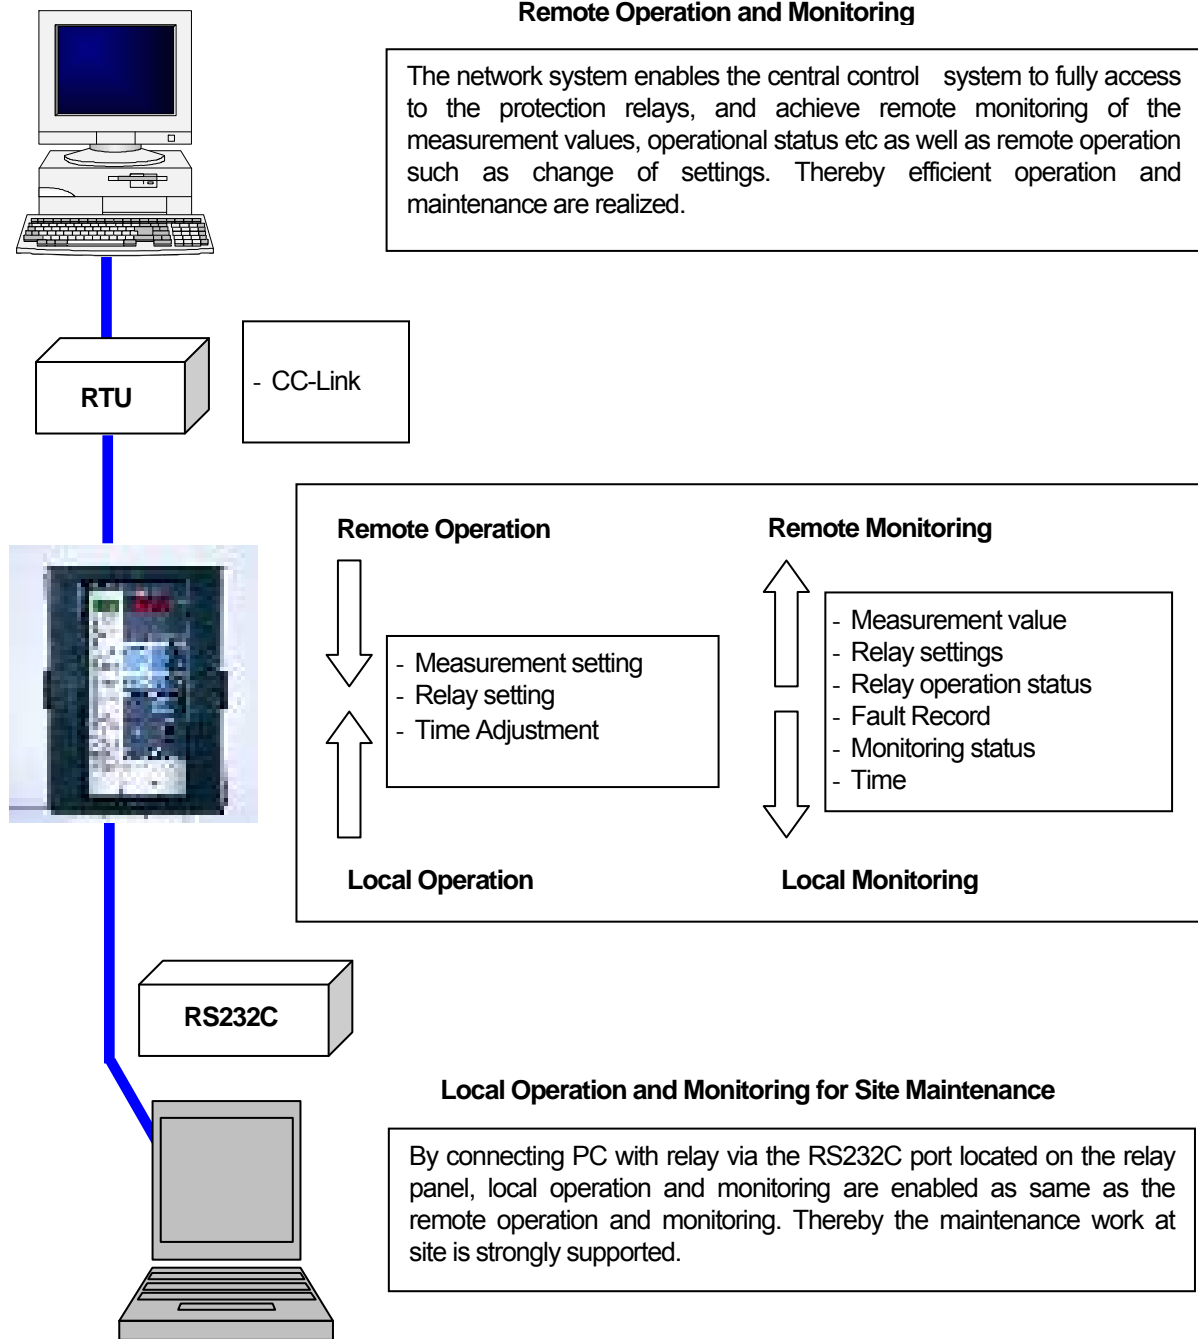 Remote Operation and Monitoring
The network system enables the central control system to fully access
to the protection relays, and achieve remote monitoring of the
measurement values, operational status etc as well as remote operation
such as change of settings. Thereby efficient operation and
maintenance are realized.
RTU
- CC-Link
Remote Operation
Remote Monitoring
- Measurement setting
- Relay setting
- Time Adjustment
- Measurement value
- Relay settings
- Relay operation status
- Fault Record
- Monitoring status
- Time
Local Operation
Local Monitoring
RS232C
Local Operation and Monitoring for Site Maintenance
By connecting PC with relay via the RS232C port located on the relay
panel, local operation and monitoring are enabled as same as the
remote operation and monitoring. Thereby the maintenance work at
site is strongly supported.